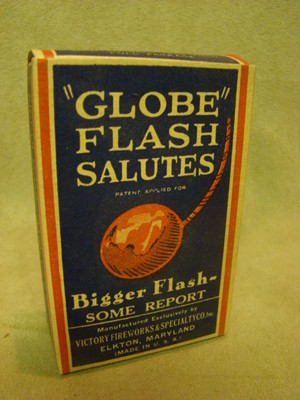 "GLOBE"
FLASH
SALUTES
PATENT APPLIED FOR
Bigger Flash-
SOME REPORT
Manufactured Exclusively by
VICTORY FIREWORKS & SPECIALTY CO. Inc.
ELKTON, MARYLAND
(MADE IN U.S.A.)